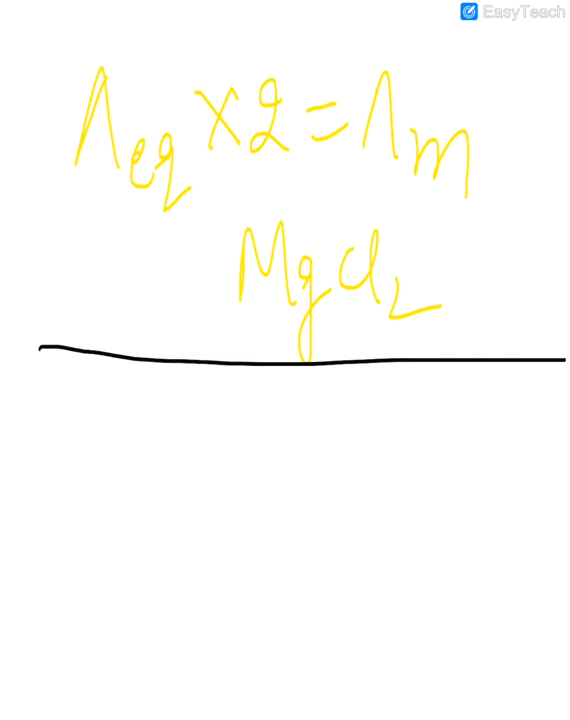 EasyTeach
Λeq × 2 = Λm
MgCl2